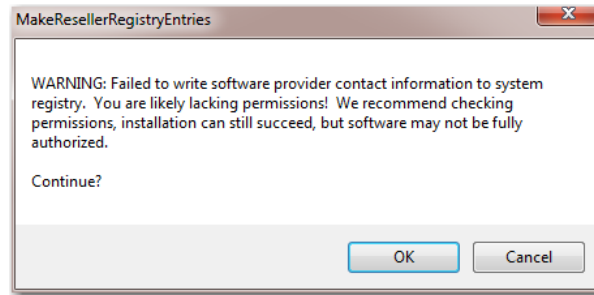 MakeResellerRegistryEntries
WARNING: Failed to write software provider contact information to system
registry.  You are likely lacking permissions!  We recommend checking
permissions, installation can still succeed, but software may not be fully
authorized.
Continue?
OK
Cancel